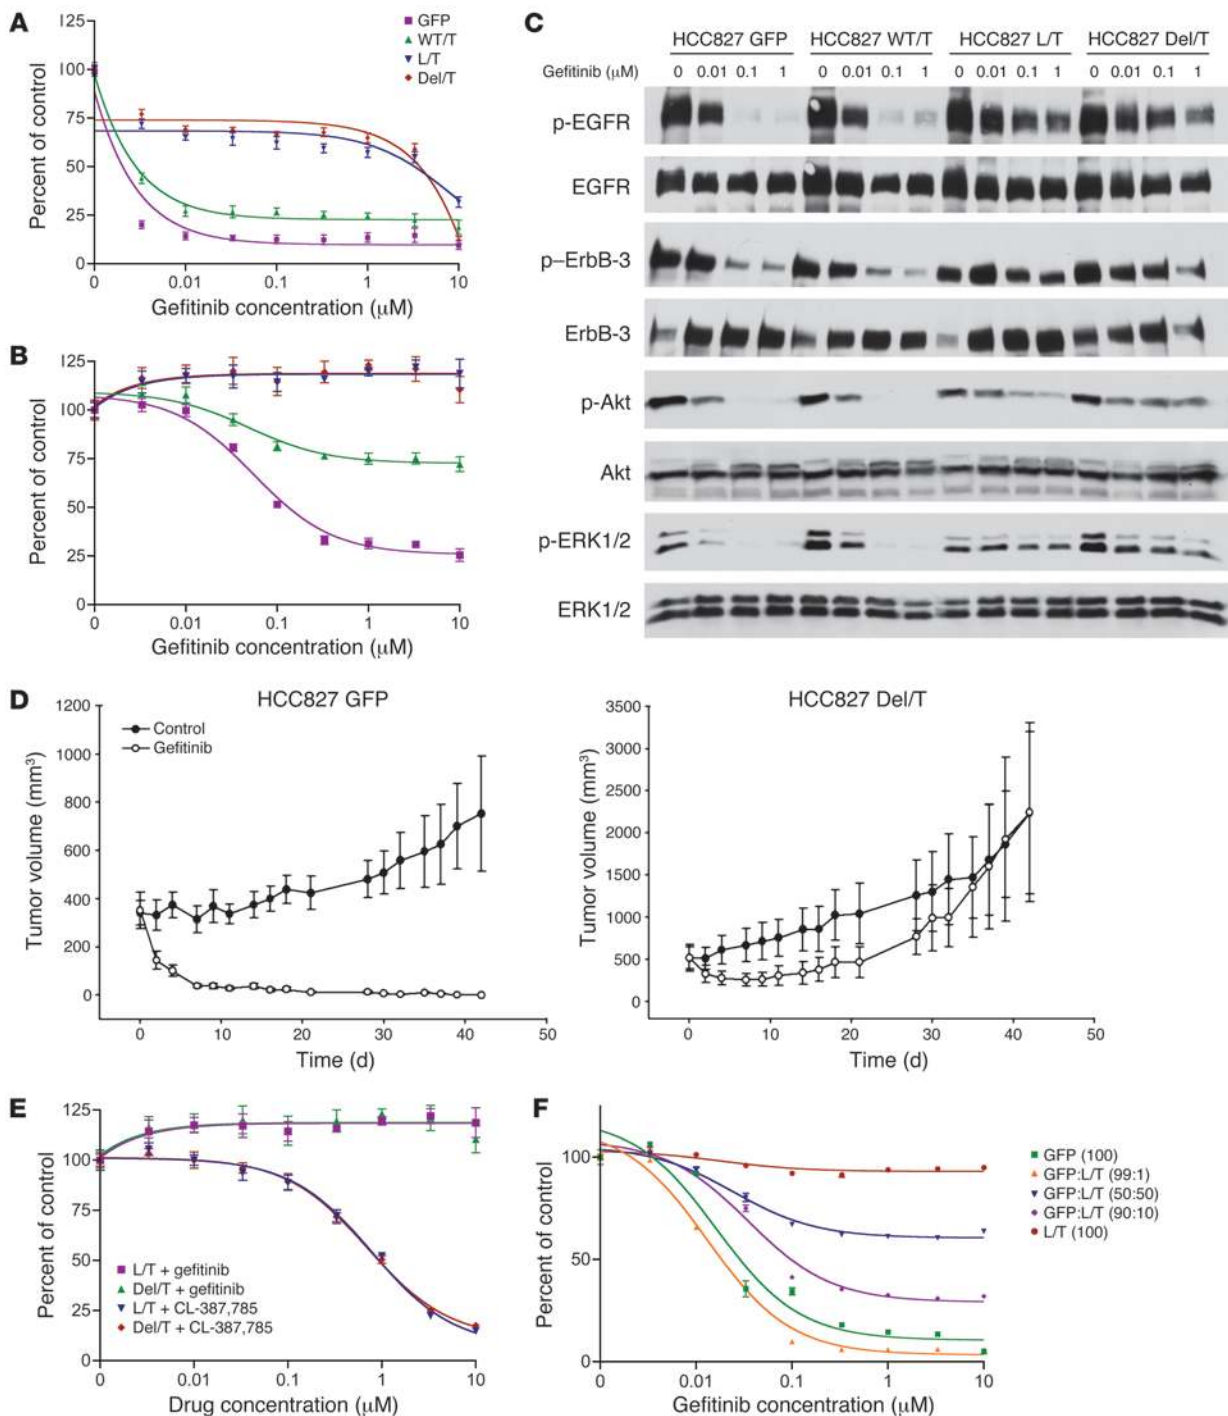 A
125
100
75
50
25
0
Percent of control
GFP
WT/T
L/T
Del/T
0 0.01 0.1 1 10
Gefitinib concentration (μM)
B
125
100
75
50
25
0
Percent of control
0 0.01 0.1 1 10
Gefitinib concentration (μM)
C
HCC827 GFP HCC827 WT/T HCC827 L/T HCC827 Del/T
Gefitinib (μM) 0 0.01 0.1 1 0 0.01 0.1 1 0 0.01 0.1 1 0 0.01 0.1 1
p-EGFR
EGFR
p–ErbB-3
ErbB-3
p-Akt
Akt
p-ERK1/2
ERK1/2
D
HCC827 GFP
1200
1000
800
600
400
200
0
Tumor volume (mm³)
Control
Gefitinib
0 10 20 30 40 50
Time (d)
HCC827 Del/T
3500
3000
2500
2000
1500
1000
500
0
Tumor volume (mm³)
0 10 20 30 40 50
Time (d)
E
125
100
75
50
25
0
Percent of control
L/T + gefitinib
Del/T + gefitinib
L/T + CL-387,785
Del/T + CL-387,785
0 0.01 0.1 1 10
Drug concentration (μM)
F
100
50
0
Percent of control
GFP (100)
GFP:L/T (99:1)
GFP:L/T (50:50)
GFP:L/T (90:10)
L/T (100)
0 0.01 0.1 1 10
Gefitinib concentration (μM)